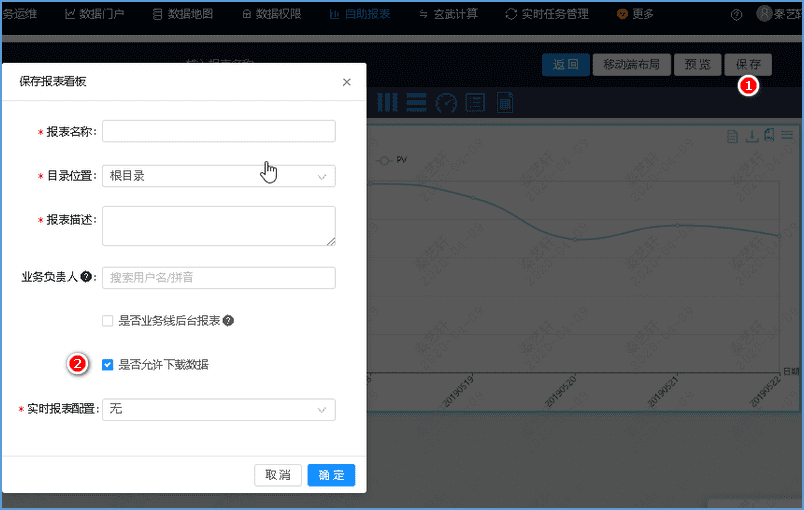 务运维 数据门户 数据地图 数据权限 自助报表 玄武计算 实时任务管理 更多 秦艺轩
返回 移动端布局 预览 保存
1
保存报表看板
* 报表名称:
* 目录位置: 根目录
* 报表描述:
业务负责人 : 搜索用户名/拼音
是否业务线后台报表
2 是否允许下载数据
* 实时报表配置: 无
取消 确定
PV
日期
20190519 20190520 20190521 20190522